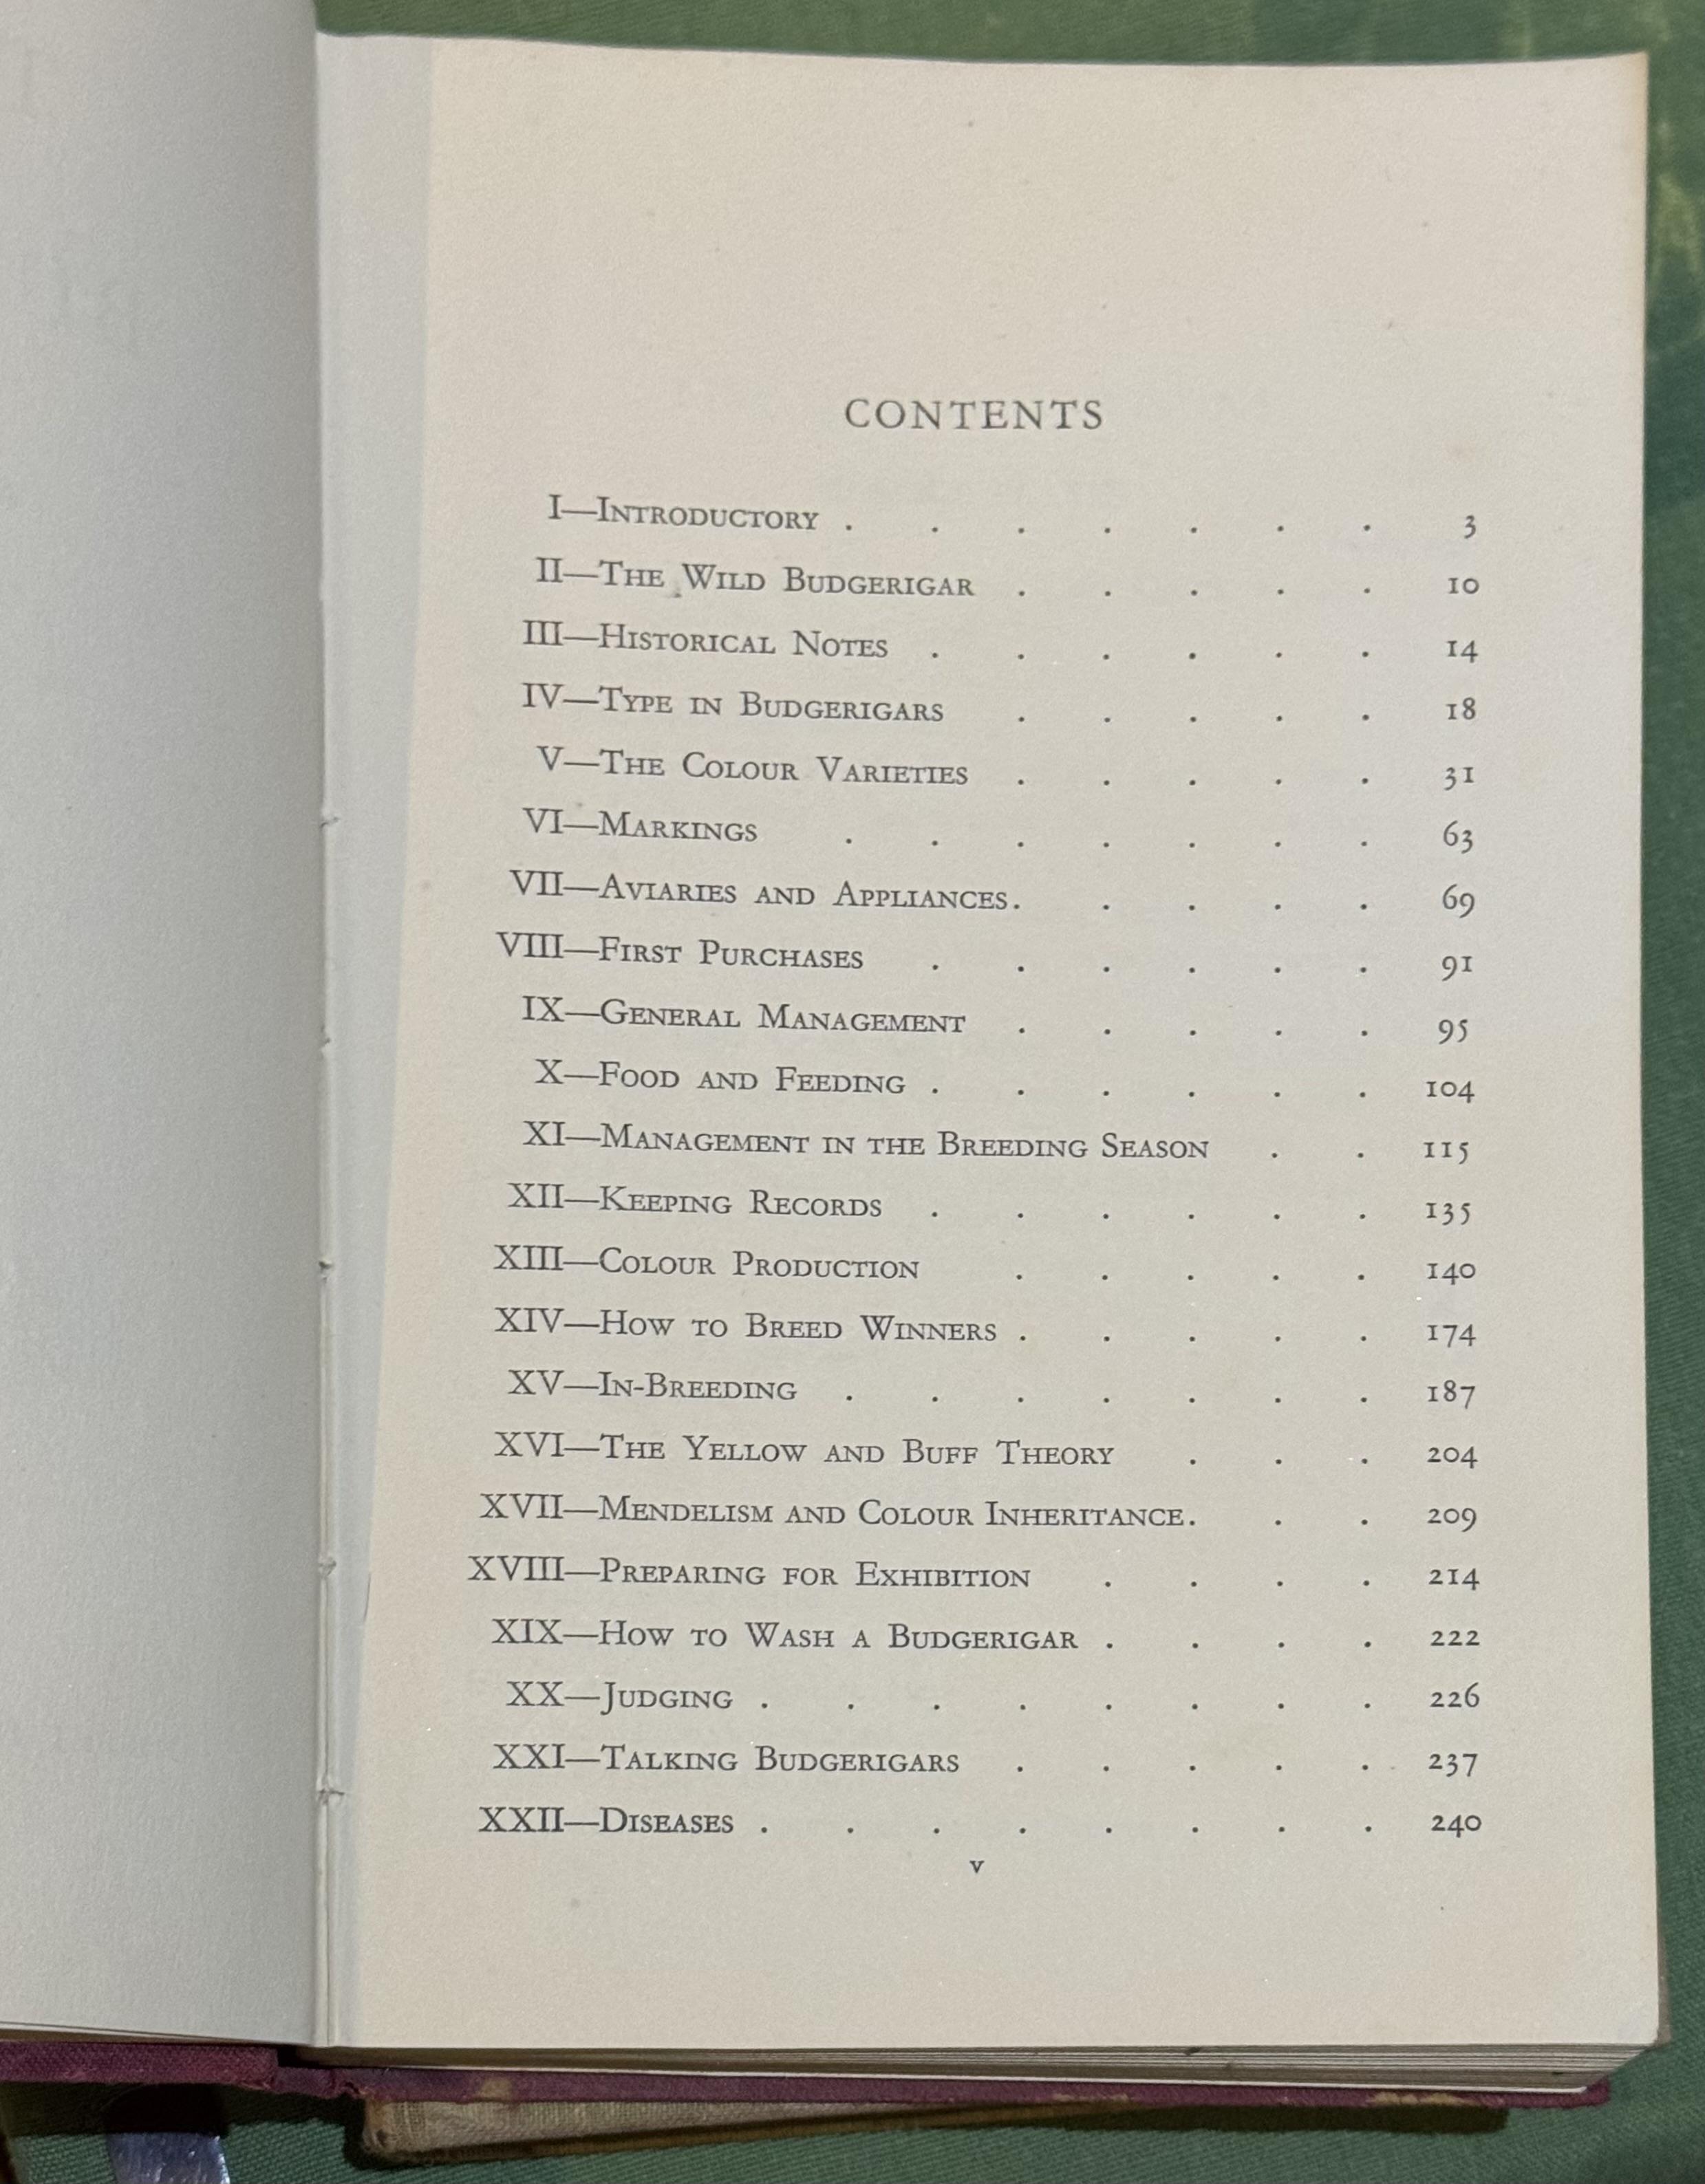 CONTENTS
I—Introductory . . . . . . . 3
II—The Wild Budgerigar . . . . . 10
III—Historical Notes . . . . . . 14
IV—Type in Budgerigars . . . . . 18
V—The Colour Varieties . . . . . 31
VI—Markings . . . . . . . 63
VII—Aviaries and Appliances. . . . . 69
VIII—First Purchases . . . . . . 91
IX—General Management . . . . . 95
X—Food and Feeding . . . . . . 104
XI—Management in the Breeding Season . . 115
XII—Keeping Records . . . . . . 135
XIII—Colour Production . . . . . 140
XIV—How to Breed Winners . . . . . 174
XV—In-Breeding . . . . . . . 187
XVI—The Yellow and Buff Theory . . . 204
XVII—Mendelism and Colour Inheritance. . . 209
XVIII—Preparing for Exhibition . . . . 214
XIX—How to Wash a Budgerigar . . . . 222
XX—Judging . . . . . . . . 226
XXI—Talking Budgerigars . . . . . 237
XXII—Diseases . . . . . . . . 240
v